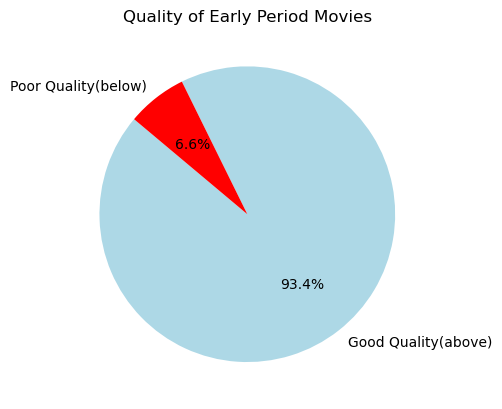 Quality of Early Period Movies
Poor Quality(below)
6.6%
93.4%
Good Quality(above)